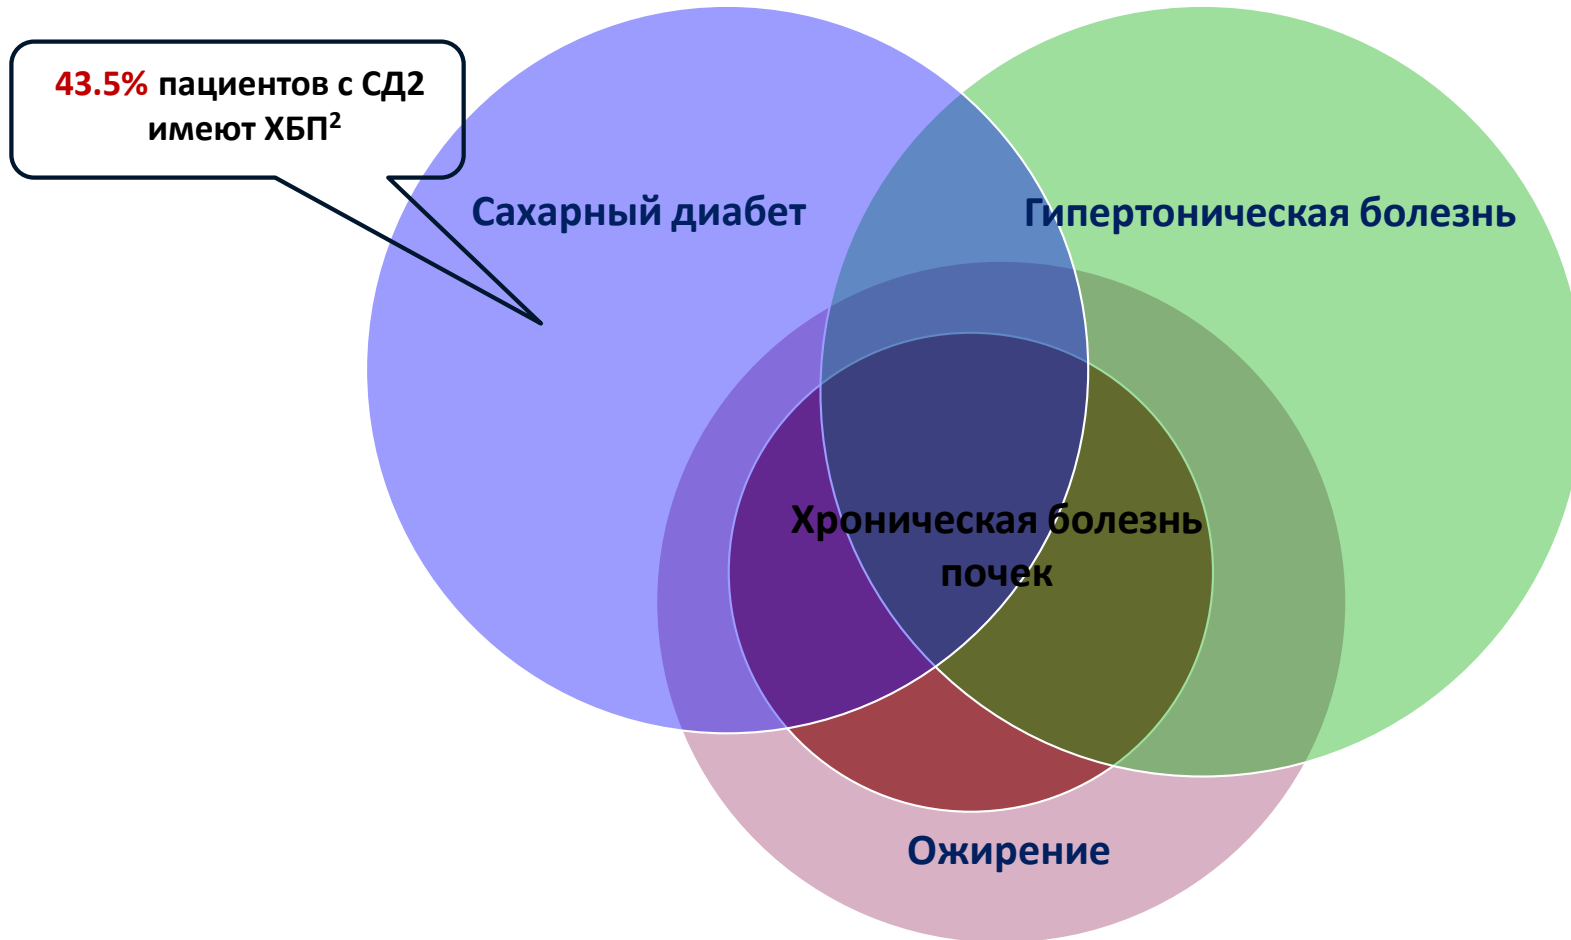 43.5% пациентов с СД2
имеют ХБП²
Сахарный диабет
Гипертоническая болезнь
Хроническая болезнь
почек
Ожирение